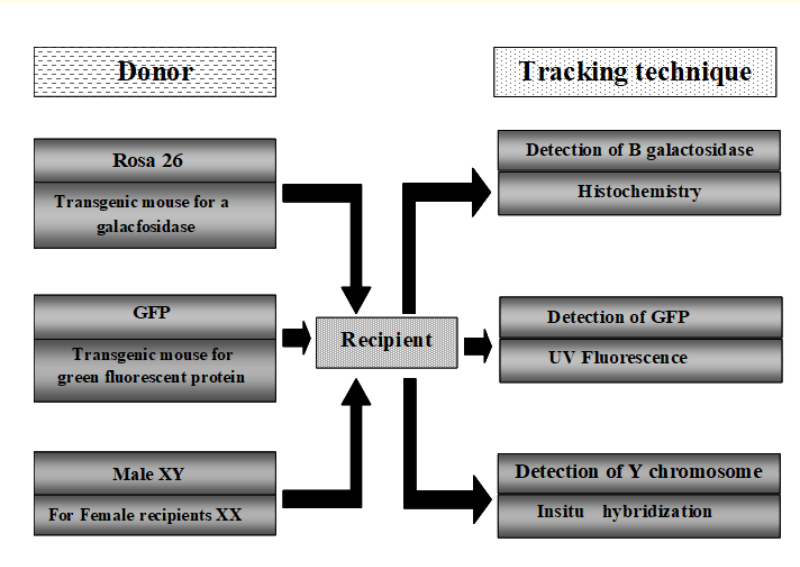 Donor
Tracking technique
Rosa 26
Transgenic mouse for a
galacfosidase
GFP
Transgenic mouse for
green fluorescent protein
Male XY
For Female recipients XX
Recipient
Detection of B galactosidase
Histochemistry
Detection of GFP
UV Fluorescence
Detection of Y chromosome
Insitu hybridization